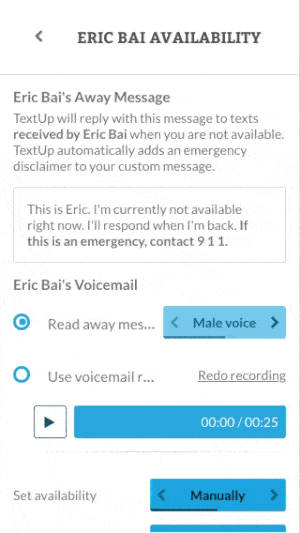 ERIC BAI AVAILABILITY
Eric Bai's Away Message
TextUp will reply with this message to texts
received by Eric Bai when you are not available.
TextUp automatically adds an emergency
disclaimer to your custom message.
This is Eric. I'm currently not available
right now. I'll respond when I'm back. If
this is an emergency, contact 9 1 1.
Eric Bai's Voicemail
Read away mes... Male voice
Use voicemail r... Redo recording
00:00 / 00:25
Set availability Manually